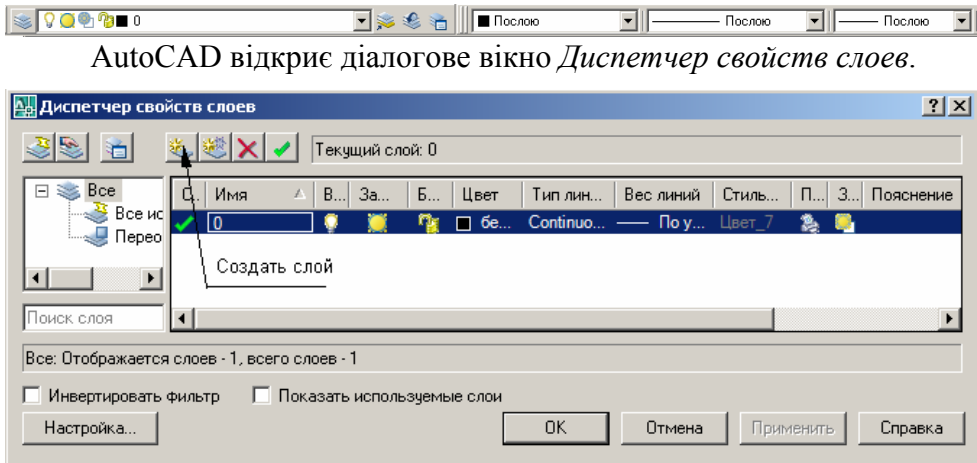 0 Послою Послою Послою
AutoCAD відкриє діалогове вікно Диспетчер свойств слоев.
Диспетчер свойств слоев
Текущий слой: 0
Все
Все ис
Перео
С.. Имя В... За... Б... Цвет Тип лин... Вес линий Стиль... П... З... Пояснение
0 бе... Continuo... По у... Цвет_7
Создать слой
Поиск слоя
Все: Отображается слоев - 1, всего слоев - 1
Инвертировать фильтр Показать используемые слои
Настройка... OK Отмена Применить Справка